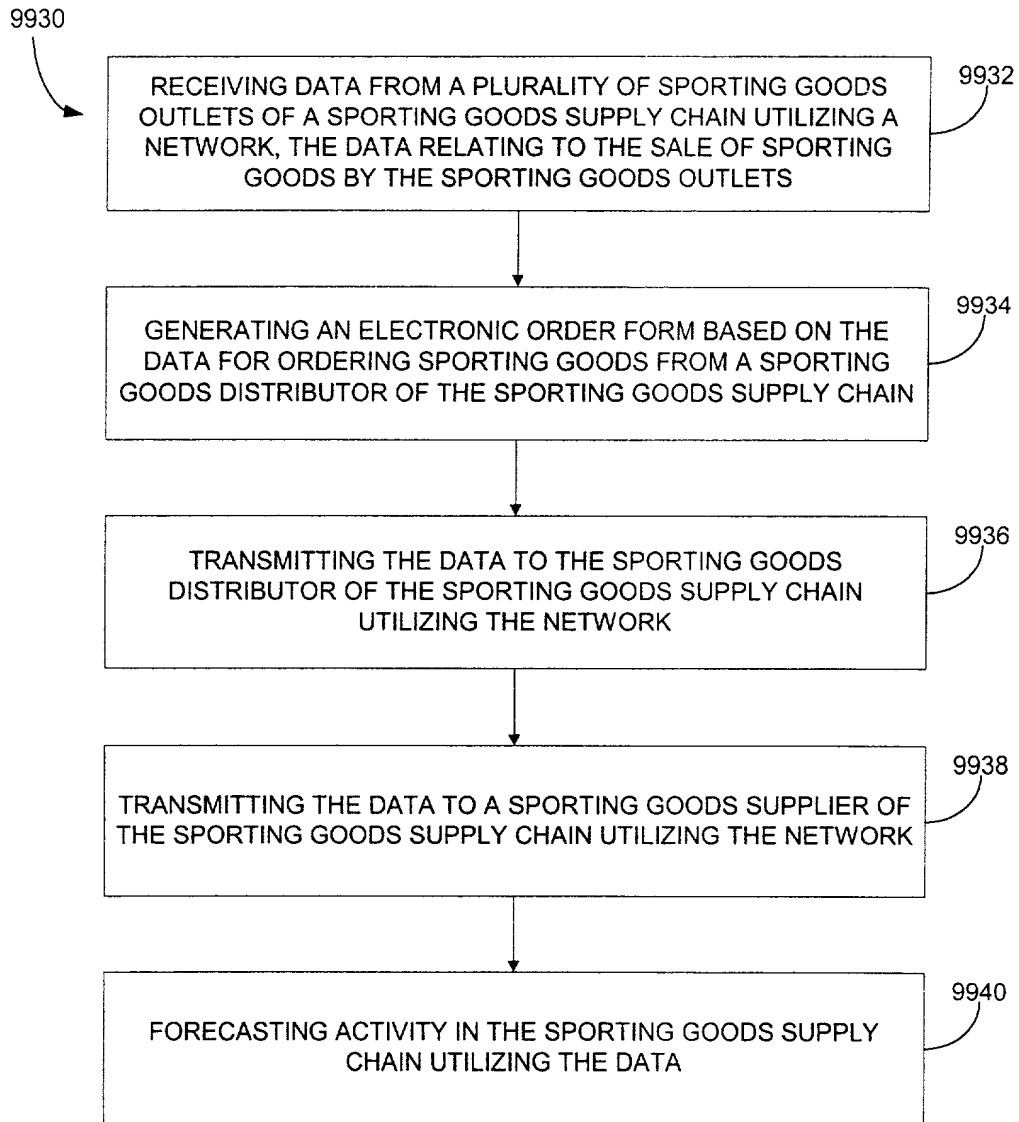 9930
RECEIVING DATA FROM A PLURALITY OF SPORTING GOODS
OUTLETS OF A SPORTING GOODS SUPPLY CHAIN UTILIZING A
NETWORK, THE DATA RELATING TO THE SALE OF SPORTING
GOODS BY THE SPORTING GOODS OUTLETS
9932
GENERATING AN ELECTRONIC ORDER FORM BASED ON THE
DATA FOR ORDERING SPORTING GOODS FROM A SPORTING
GOODS DISTRIBUTOR OF THE SPORTING GOODS SUPPLY CHAIN
9934
TRANSMITTING THE DATA TO THE SPORTING GOODS
DISTRIBUTOR OF THE SPORTING GOODS SUPPLY CHAIN
UTILIZING THE NETWORK
9936
TRANSMITTING THE DATA TO A SPORTING GOODS SUPPLIER OF
THE SPORTING GOODS SUPPLY CHAIN UTILIZING THE NETWORK
9938
FORECASTING ACTIVITY IN THE SPORTING GOODS SUPPLY
CHAIN UTILIZING THE DATA
9940